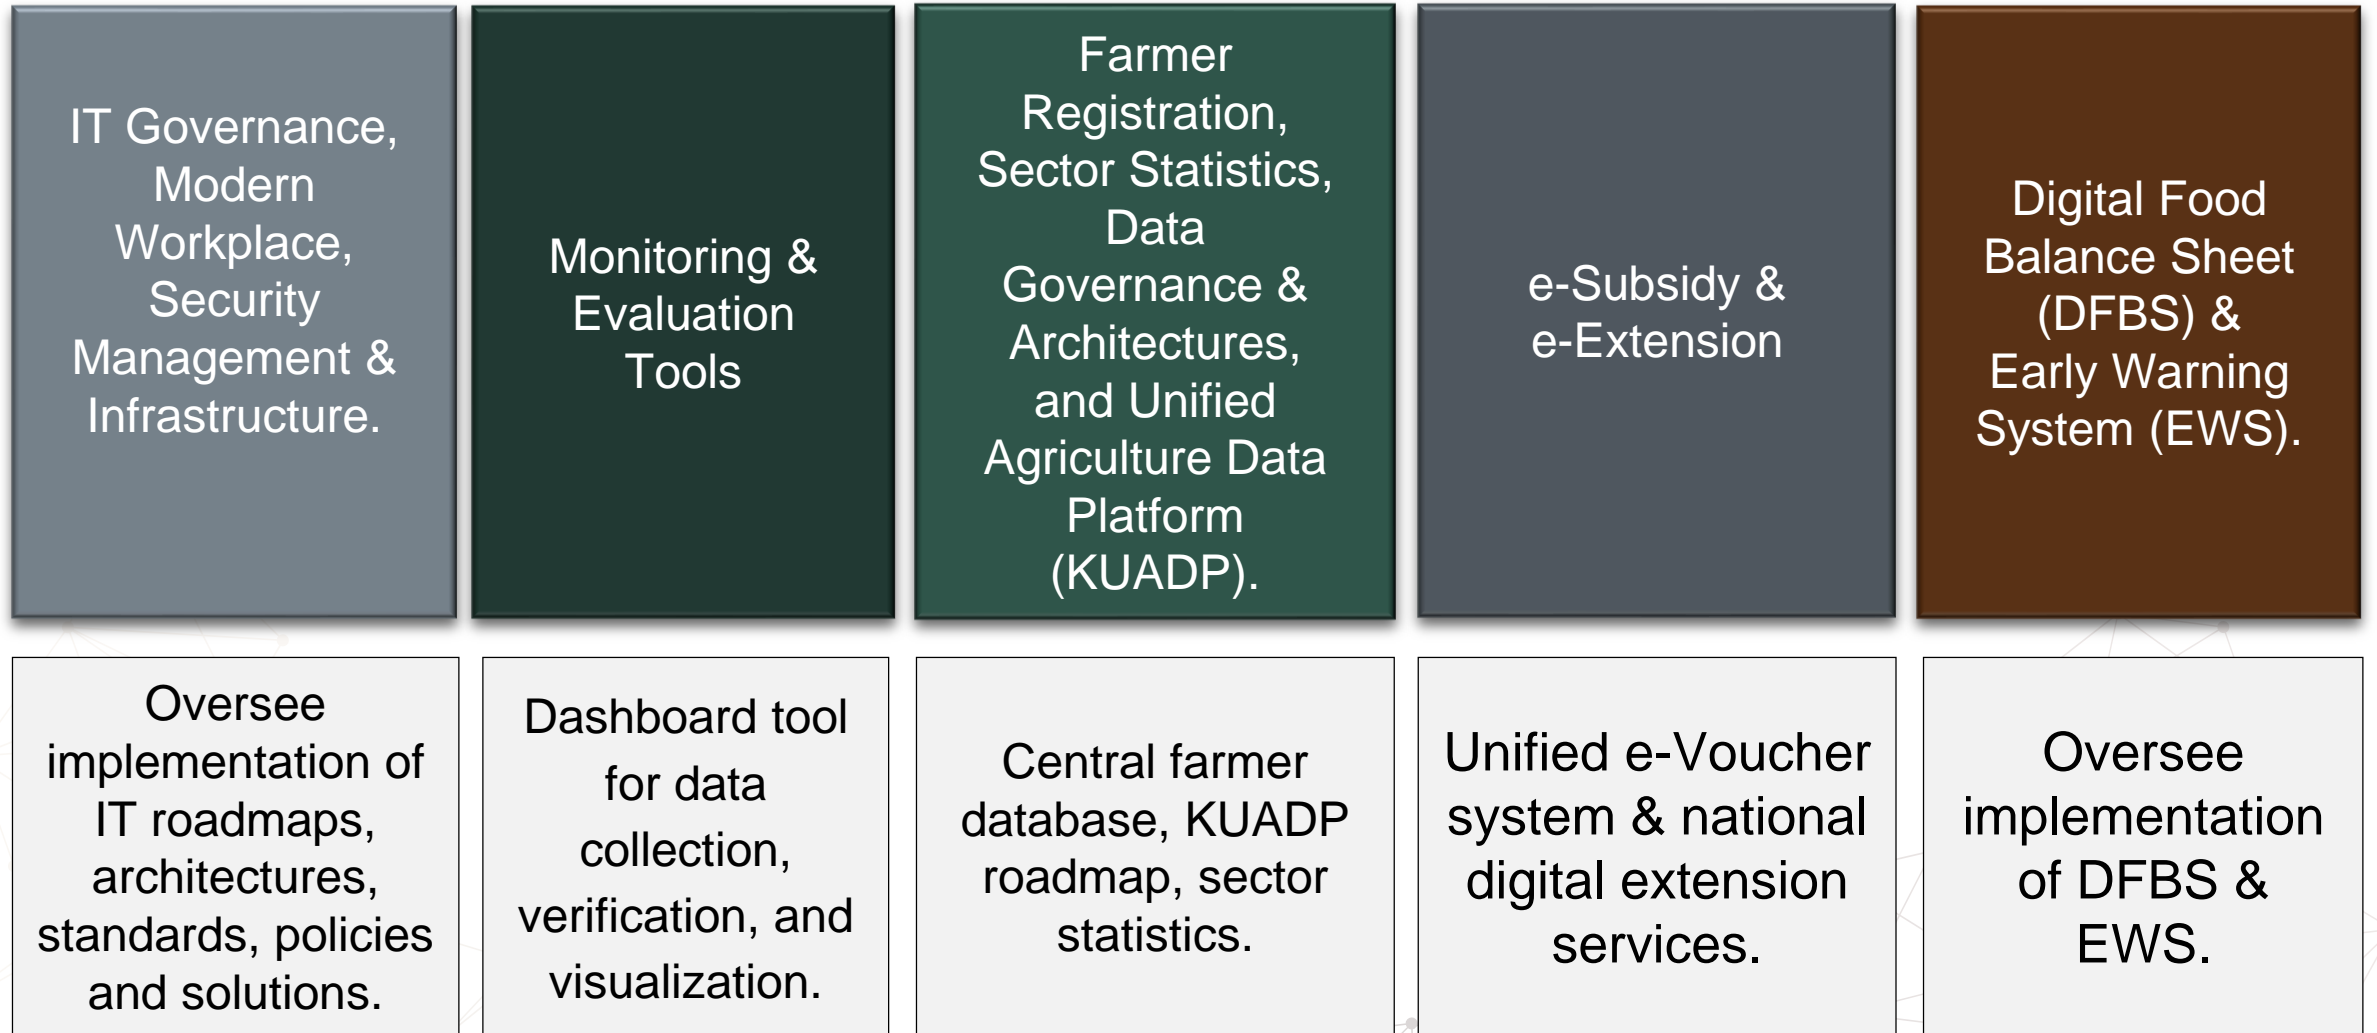 IT Governance,
Modern
Workplace,
Security
Management &
Infrastructure.
Monitoring &
Evaluation
Tools
Farmer
Registration,
Sector Statistics,
Data
Governance &
Architectures,
and Unified
Agriculture Data
Platform
(KUADP).
e-Subsidy &
e-Extension
Digital Food
Balance Sheet
(DFBS) &
Early Warning
System (EWS).
Oversee
implementation of
IT roadmaps,
architectures,
standards, policies
and solutions.
Dashboard tool
for data
collection,
verification, and
visualization.
Central farmer
database, KUADP
roadmap, sector
statistics.
Unified e-Voucher
system & national
digital extension
services.
Oversee
implementation
of DFBS &
EWS.